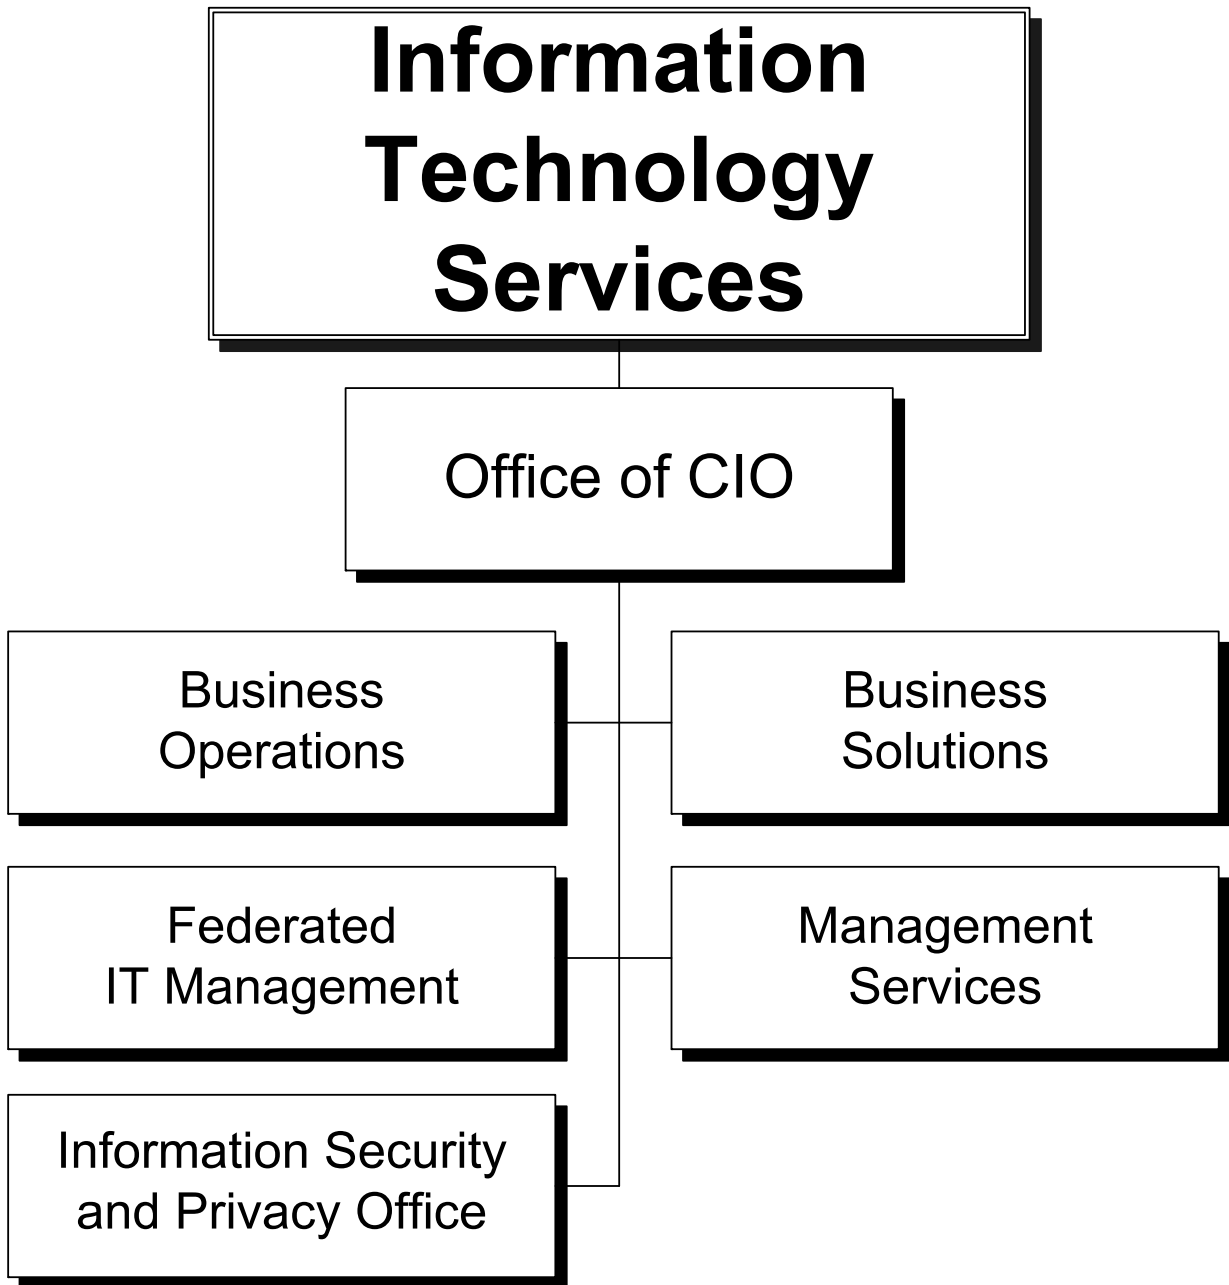 Information
Technology
Services
Office of CIO
Business
Operations
Business
Solutions
Federated
IT Management
Management
Services
Information Security
and Privacy Office